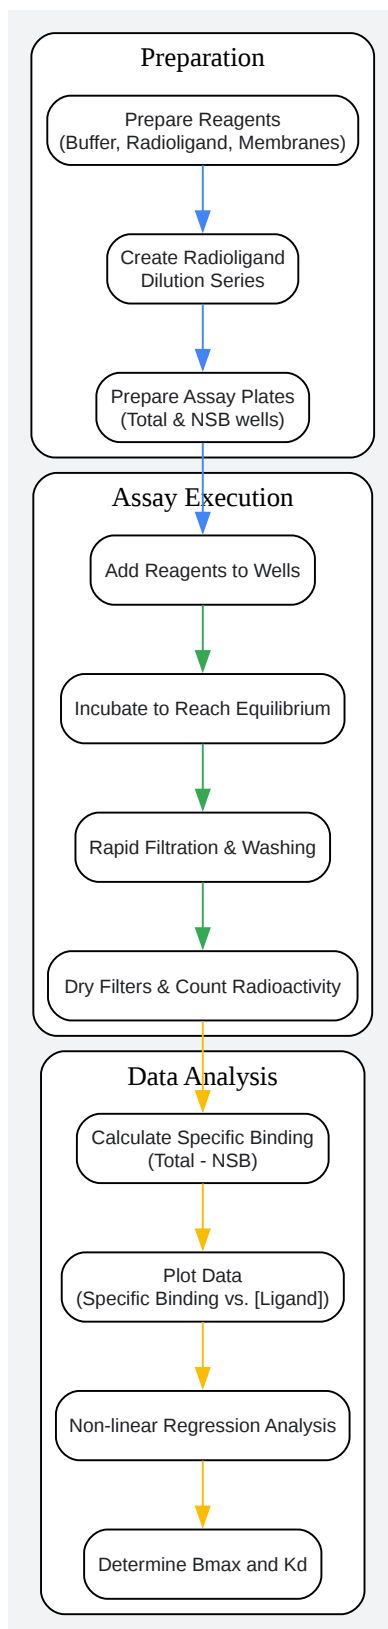 Preparation
Prepare Reagents
(Buffer, Radioligand, Membranes)
Create Radioligand
Dilution Series
Prepare Assay Plates
(Total & NSB wells)
Assay Execution
Add Reagents to Wells
Incubate to Reach Equilibrium
Rapid Filtration & Washing
Dry Filters & Count Radioactivity
Data Analysis
Calculate Specific Binding
(Total - NSB)
Plot Data
(Specific Binding vs. [Ligand])
Non-linear Regression Analysis
Determine Bmax and Kd